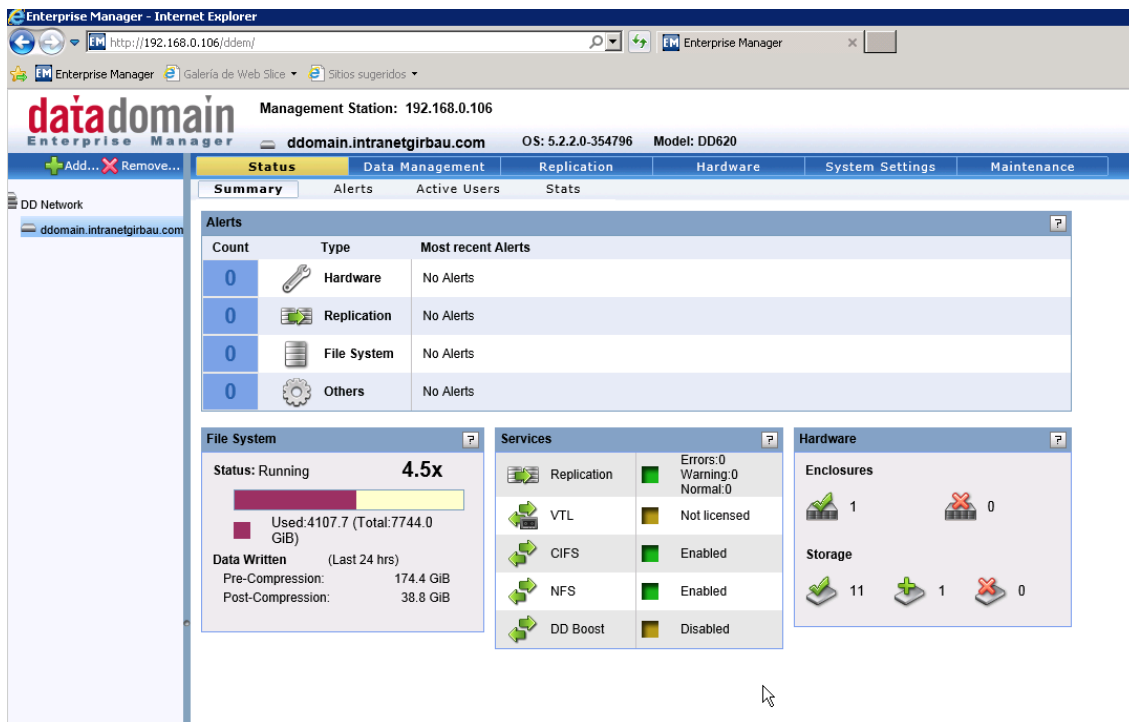 Enterprise Manager - Internet Explorer
EM http://192.168.0.106/ddem/ EM Enterprise Manager
EM Enterprise Manager Galería de Web Slice Sitios sugeridos
datadomain
Enterprise Manager
Management Station: 192.168.0.106
ddomain.intranetgirbau.com OS: 5.2.2.0-354796 Model: DD620
Add... Remove... Status Data Management Replication Hardware System Settings Maintenance
Summary Alerts Active Users Stats
DD Network
ddomain.intranetgirbau.com
Alerts ?
Count Type Most recent Alerts
0 Hardware No Alerts
0 Replication No Alerts
0 File System No Alerts
0 Others No Alerts
File System ?
Status: Running 4.5x
Used:4107.7 (Total:7744.0
GiB)
Data Written (Last 24 hrs)
Pre-Compression: 174.4 GiB
Post-Compression: 38.8 GiB
Services ?
Replication Errors:0
Warning:0
Normal:0
VTL Not licensed
CIFS Enabled
NFS Enabled
DD Boost Disabled
Hardware ?
Enclosures
1 0
Storage
11 1 0